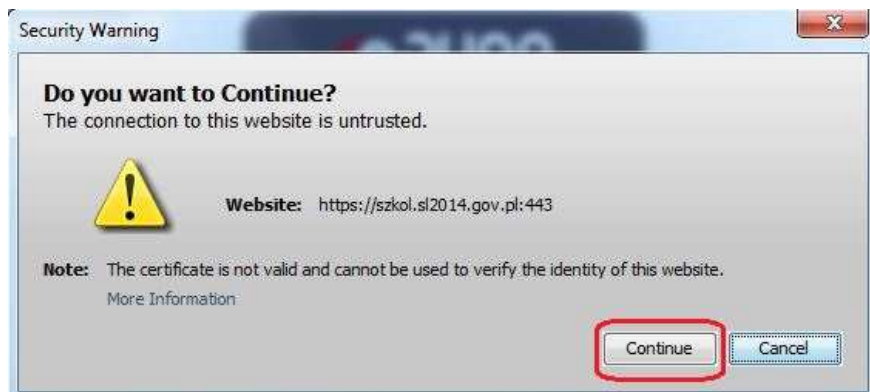 Security Warning
Do you want to Continue?
The connection to this website is untrusted.
Website: https://szkol.sl2014.gov.pl:443
Note: The certificate is not valid and cannot be used to verify the identity of this website.
More Information
Continue Cancel